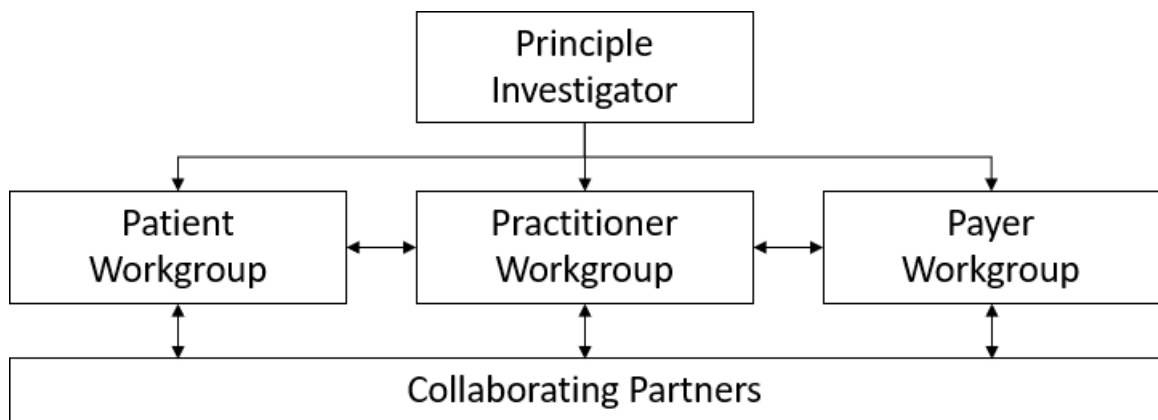 Principle
Investigator
Patient
Workgroup
Practitioner
Workgroup
Payer
Workgroup
Collaborating Partners